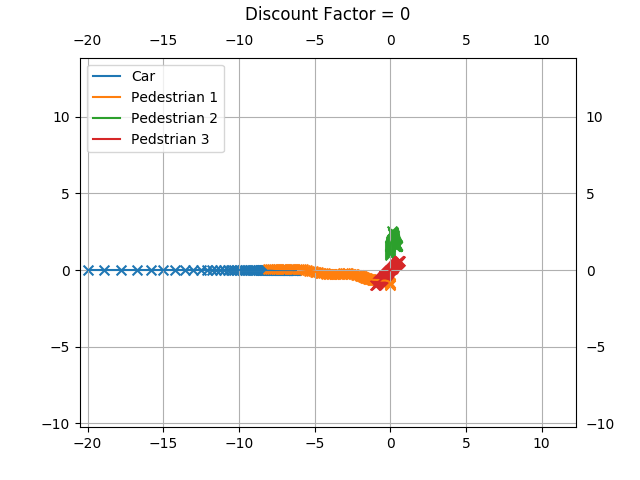 Discount Factor = 0
−20 −15 −10 −5 0 5 10
Car
Pedestrian 1
Pedestrian 2
Pedstrian 3
10 10
5 5
0 0
−5 −5
−10 −10
−20 −15 −10 −5 0 5 10